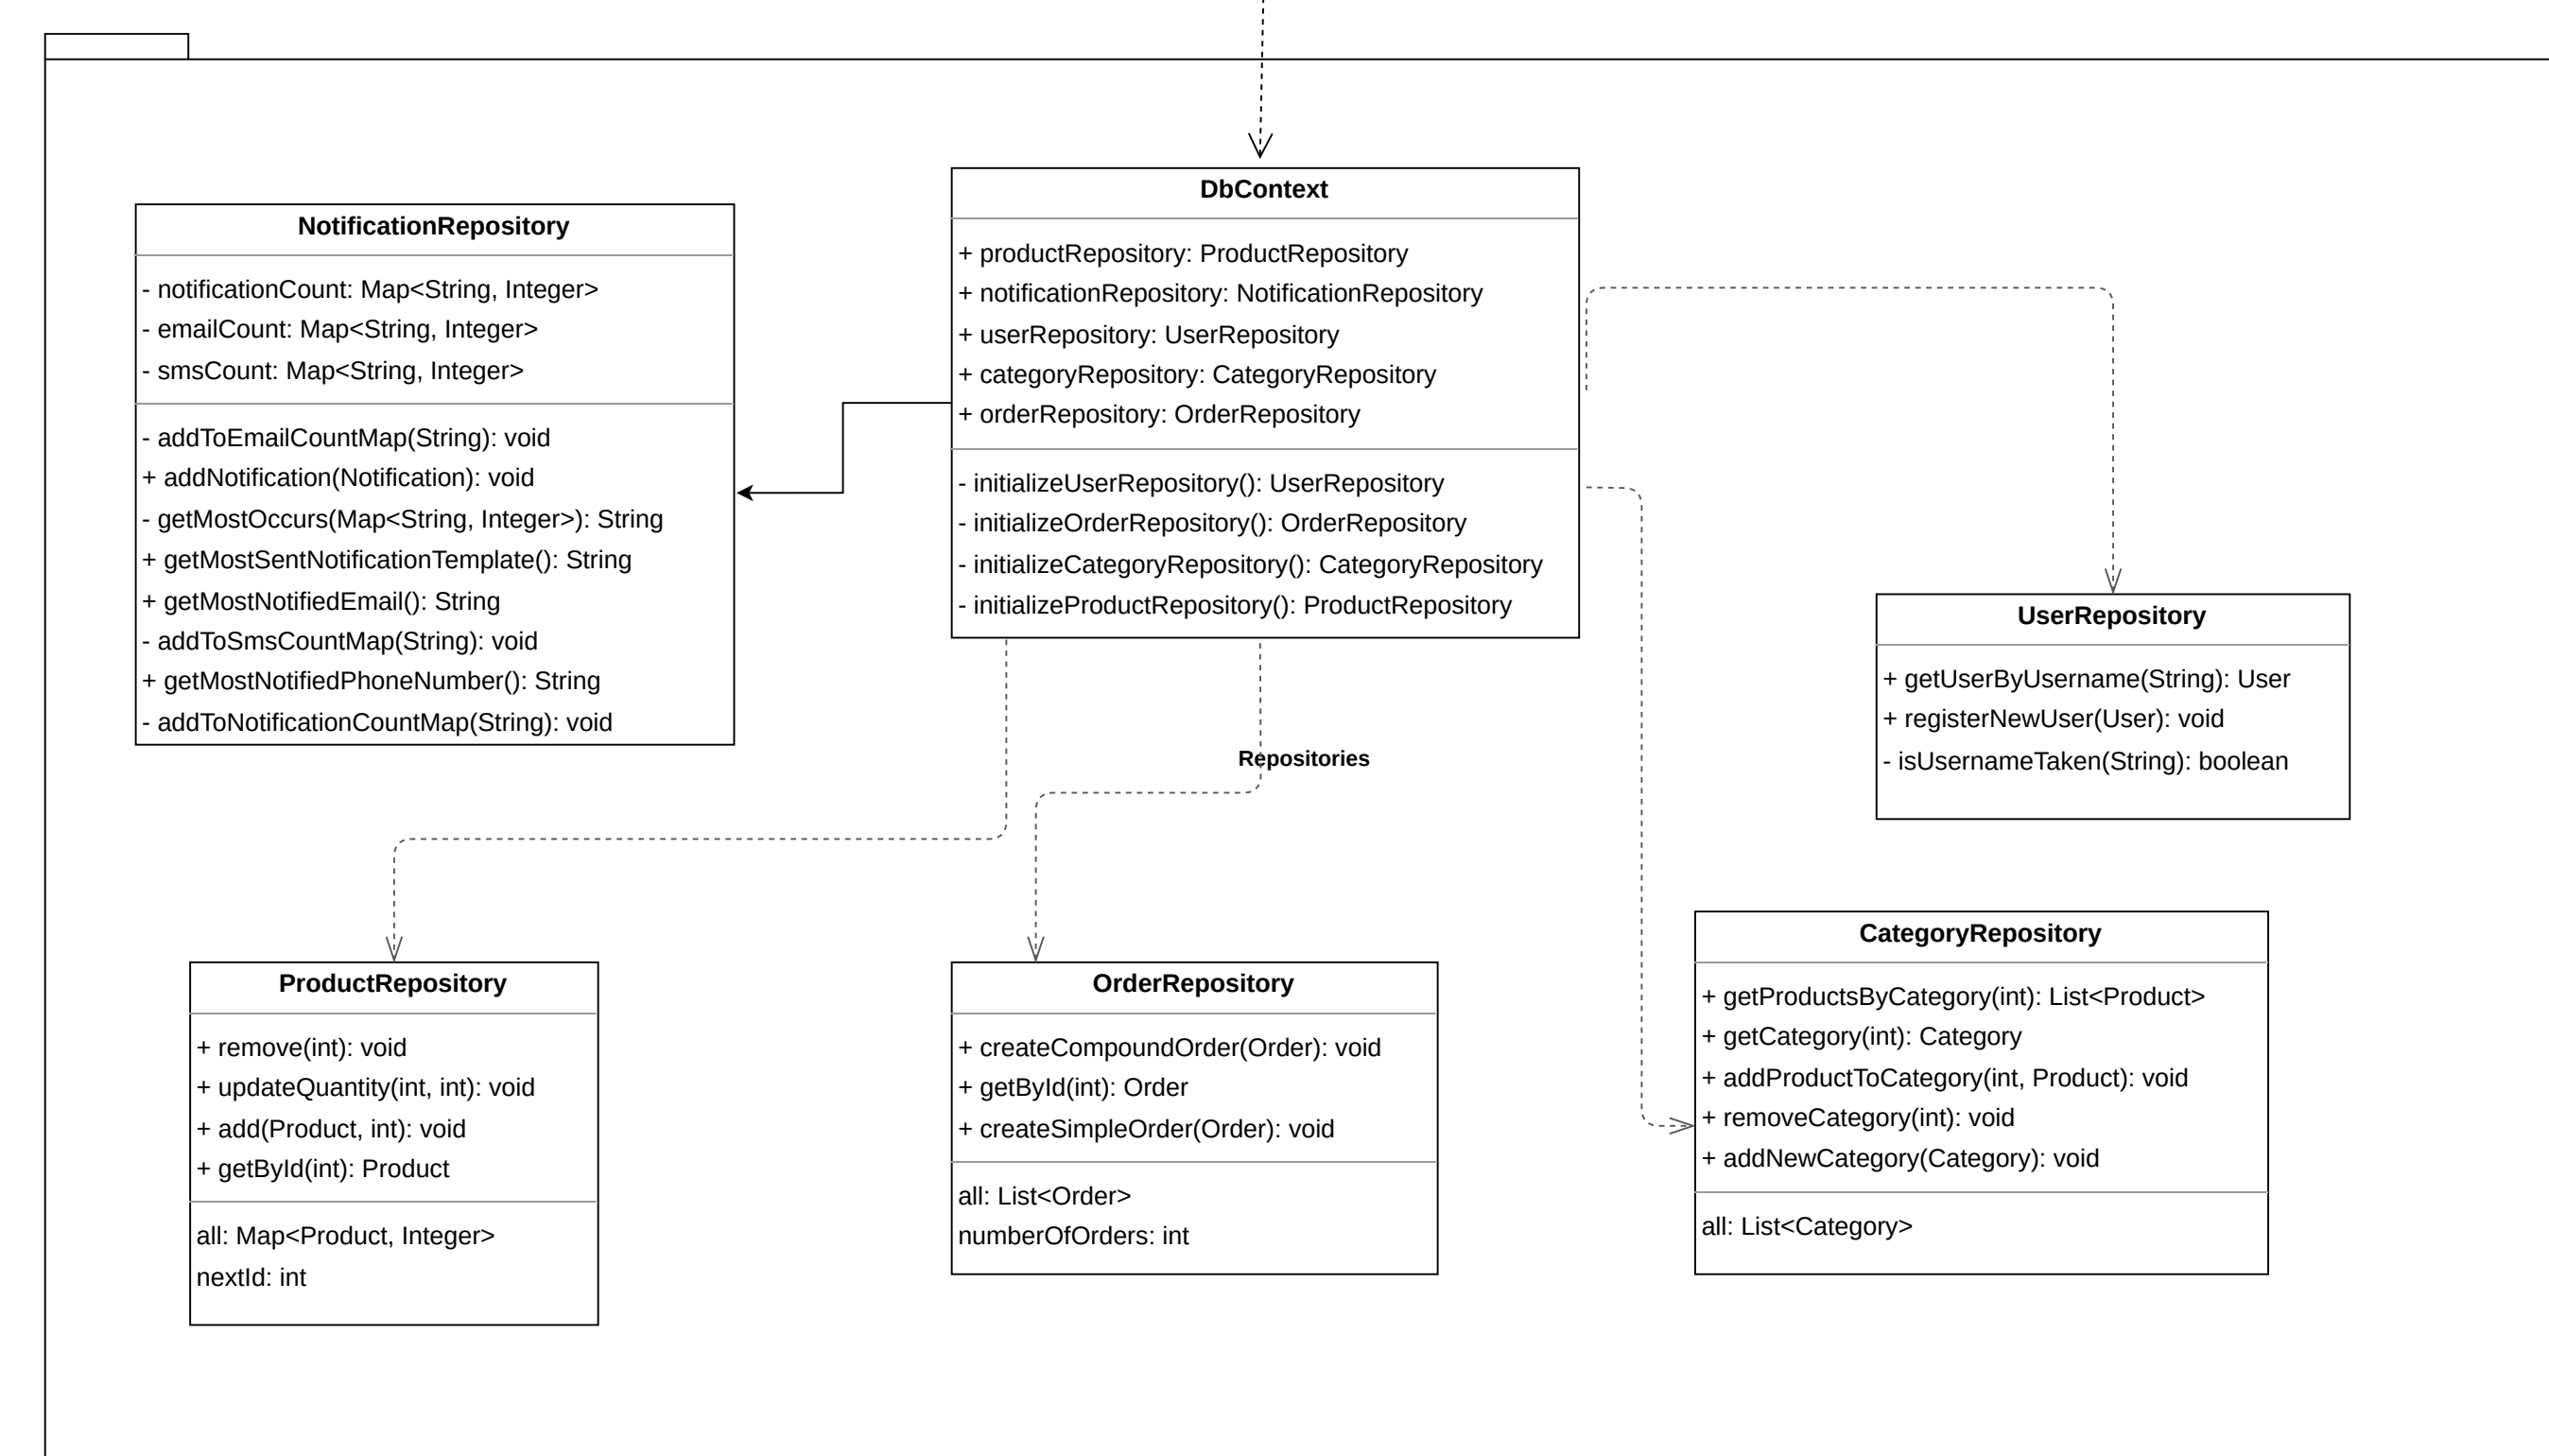 DbContext
+ productRepository: ProductRepository
+ notificationRepository: NotificationRepository
+ userRepository: UserRepository
+ categoryRepository: CategoryRepository
+ orderRepository: OrderRepository
- initializeUserRepository(): UserRepository
- initializeOrderRepository(): OrderRepository
- initializeCategoryRepository(): CategoryRepository
- initializeProductRepository(): ProductRepository
NotificationRepository
- notificationCount: Map<String, Integer>
- emailCount: Map<String, Integer>
- smsCount: Map<String, Integer>
- addToEmailCountMap(String): void
+ addNotification(Notification): void
- getMostOccurs(Map<String, Integer>): String
+ getMostSentNotificationTemplate(): String
+ getMostNotifiedEmail(): String
- addToSmsCountMap(String): void
+ getMostNotifiedPhoneNumber(): String
- addToNotificationCountMap(String): void
UserRepository
+ getUserByUsername(String): User
+ registerNewUser(User): void
- isUsernameTaken(String): boolean
Repositories
ProductRepository
+ remove(int): void
+ updateQuantity(int, int): void
+ add(Product, int): void
+ getById(int): Product
all: Map<Product, Integer>
nextId: int
OrderRepository
+ createCompoundOrder(Order): void
+ getById(int): Order
+ createSimpleOrder(Order): void
all: List<Order>
numberOfOrders: int
CategoryRepository
+ getProductsByCategory(int): List<Product>
+ getCategory(int): Category
+ addProductToCategory(int, Product): void
+ removeCategory(int): void
+ addNewCategory(Category): void
all: List<Category>